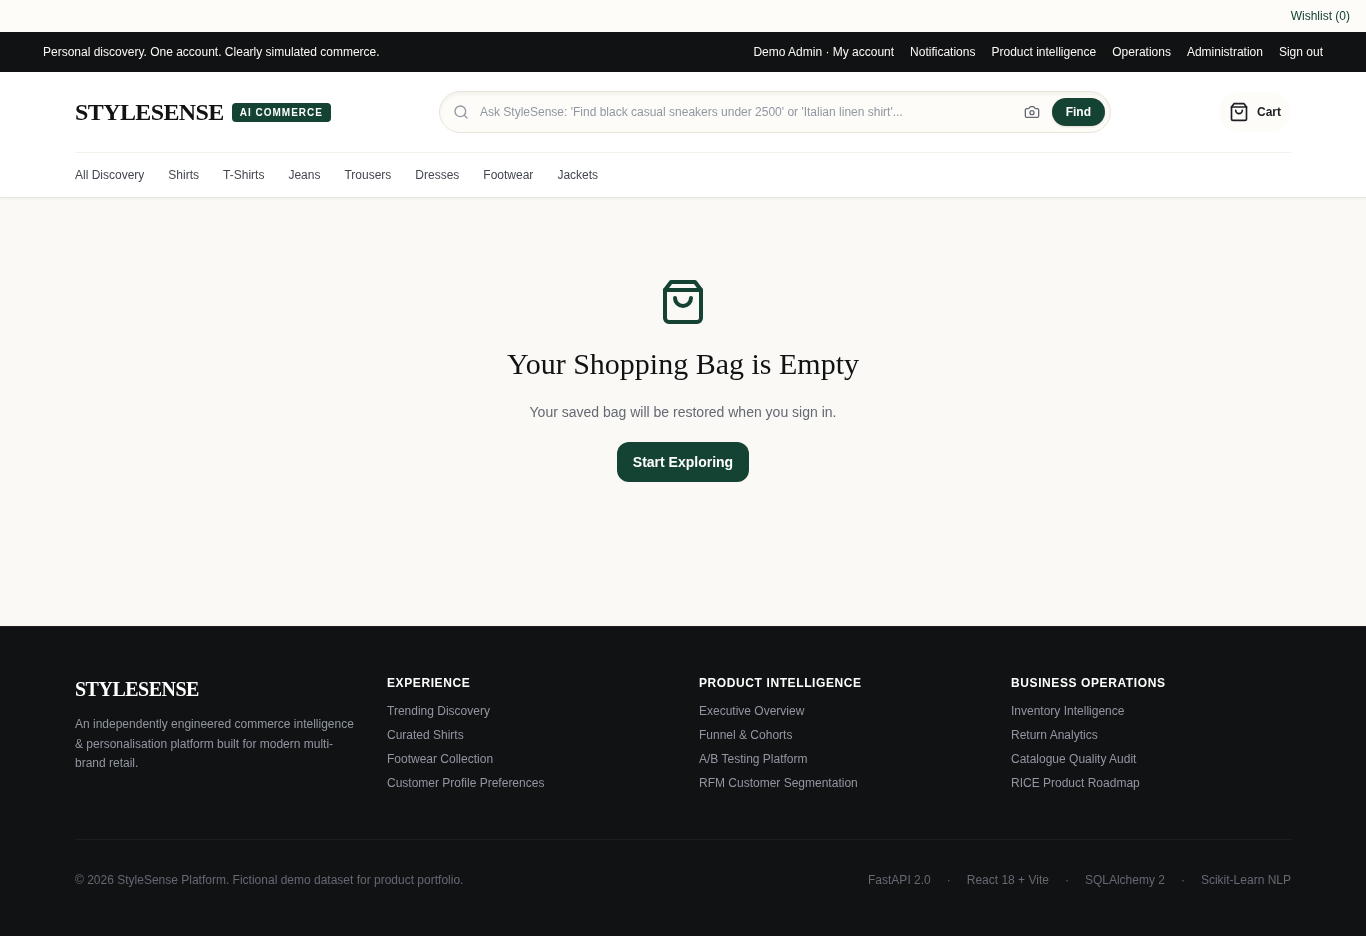 Wishlist (0)
Personal discovery. One account. Clearly simulated commerce.
Demo Admin · My account Notifications Product intelligence Operations Administration Sign out
STYLESENSE AI COMMERCE
Ask StyleSense: 'Find black casual sneakers under 2500' or 'Italian linen shirt'...
Find
Cart
All Discovery Shirts T-Shirts Jeans Trousers Dresses Footwear Jackets
Your Shopping Bag is Empty
Your saved bag will be restored when you sign in.
Start Exploring
STYLESENSE
An independently engineered commerce intelligence
& personalisation platform built for modern multi-
brand retail.
EXPERIENCE
Trending Discovery
Curated Shirts
Footwear Collection
Customer Profile Preferences
PRODUCT INTELLIGENCE
Executive Overview
Funnel & Cohorts
A/B Testing Platform
RFM Customer Segmentation
BUSINESS OPERATIONS
Inventory Intelligence
Return Analytics
Catalogue Quality Audit
RICE Product Roadmap
© 2026 StyleSense Platform. Fictional demo dataset for product portfolio.
FastAPI 2.0 · React 18 + Vite · SQLAlchemy 2 · Scikit-Learn NLP